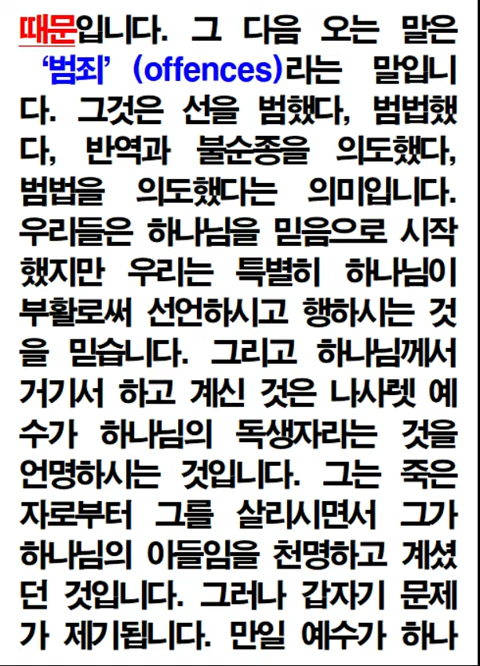 때문입니다. 그 다음 오는 말은
‘범죄’ (offences)라는 말입니
다. 그것은 선을 범했다, 범법했
다, 반역과 불순종을 의도했다,
범법을 의도했다는 의미입니다.
우리들은 하나님을 믿음으로 시작
했지만 우리는 특별히 하나님이
부활로써 선언하시고 행하시는 것
을 믿습니다. 그리고 하나님께서
거기서 하고 계신 것은 나사렛 예
수가 하나님의 독생자라는 것을
언명하시는 것입니다. 그는 죽은
자로부터 그를 살리시면서 그가
하나님의 아들임을 천명하고 계셨
던 것입니다. 그러나 갑자기 문제
가 제기됩니다. 만일 예수가 하나